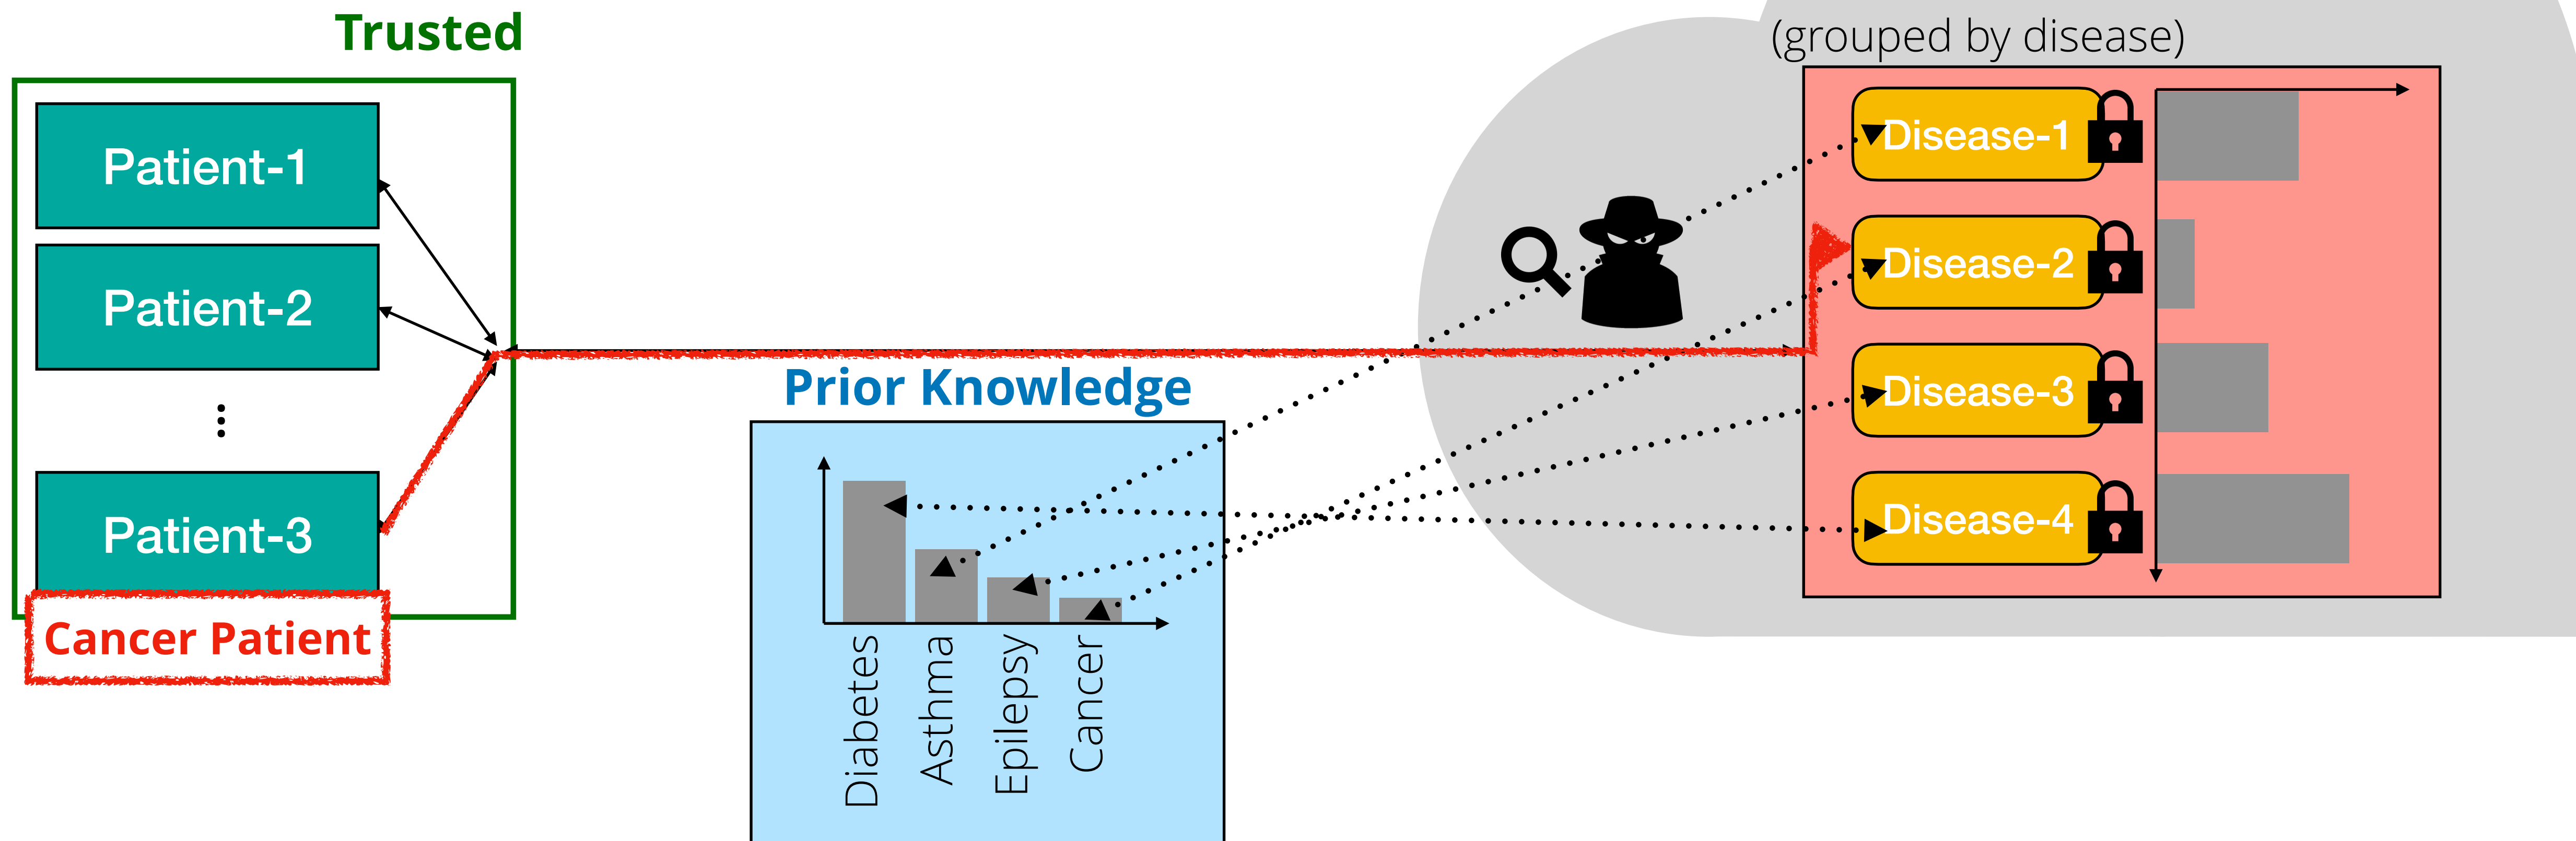 Trusted
(grouped by disease)
Patient-1
Patient-2
Patient-3
Cancer Patient
Prior Knowledge
Diabetes
Asthma
Epilepsy
Cancer
Disease-1
Disease-2
Disease-3
Disease-4